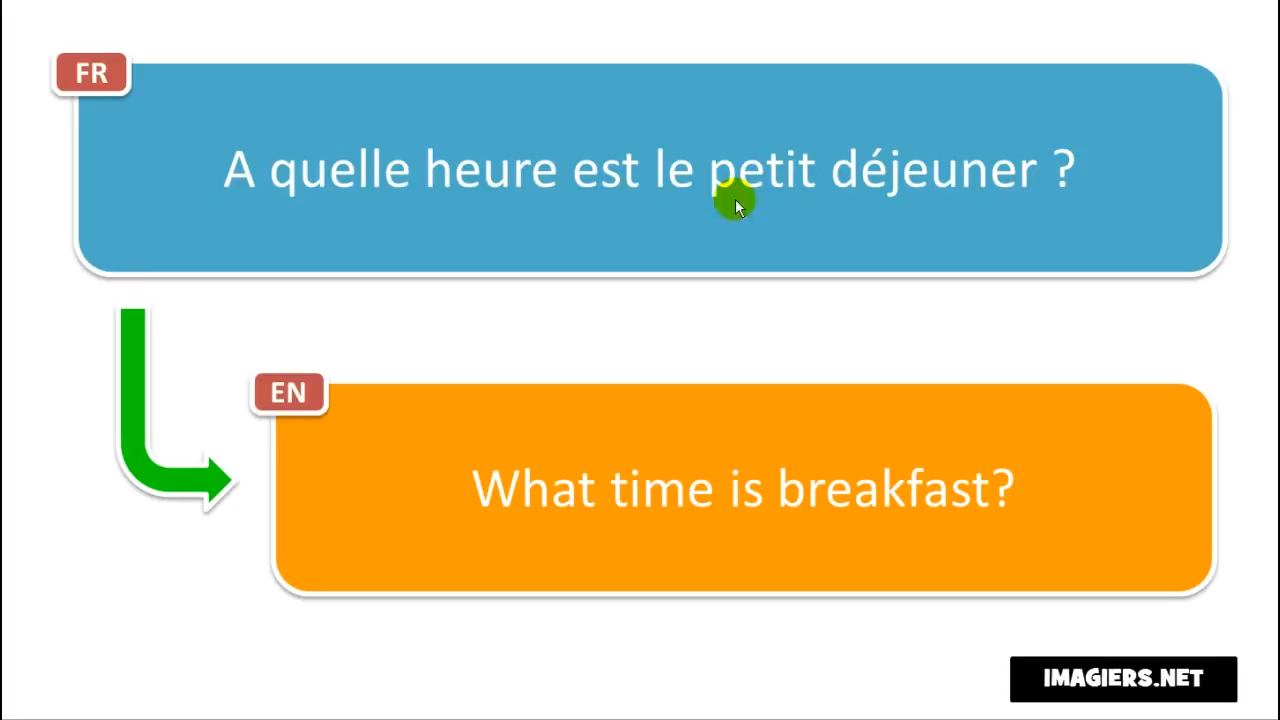 FR
A quelle heure est le petit déjeuner ?
EN
What time is breakfast?
IMAGIERS.NET